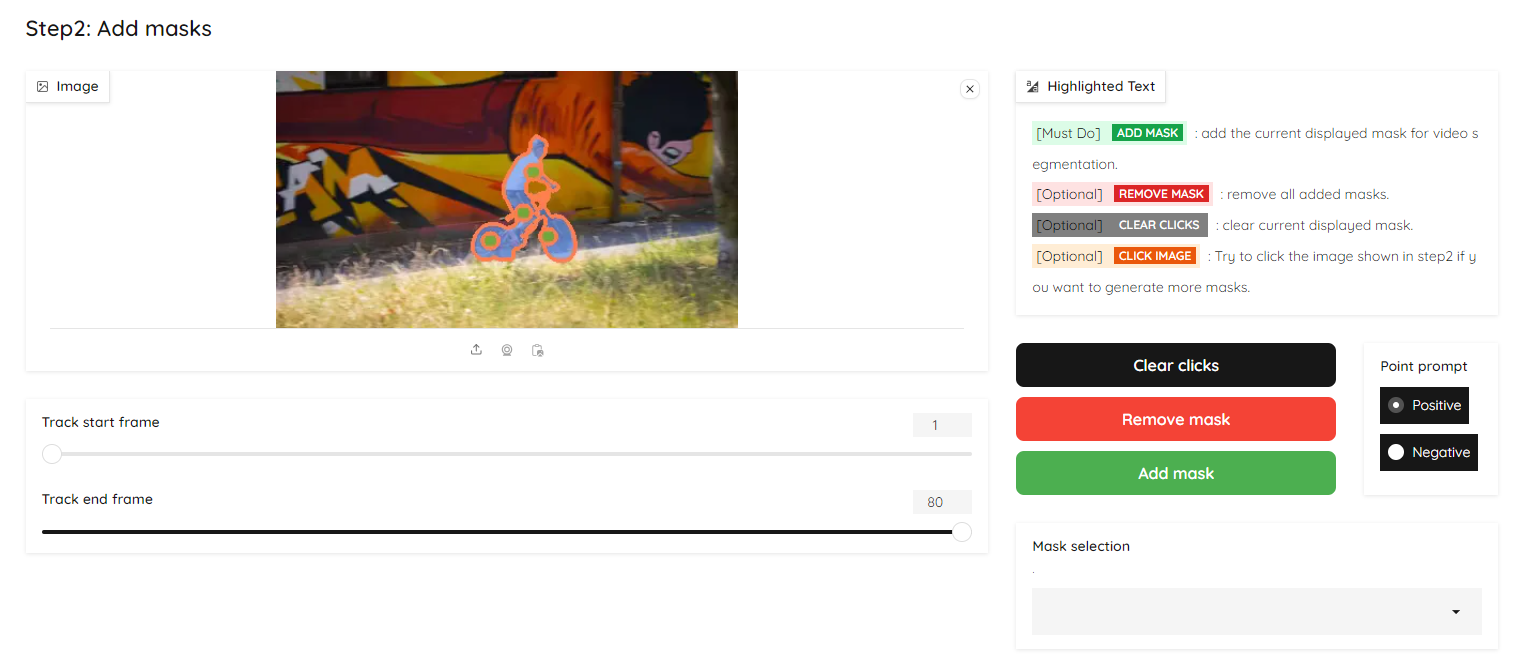 Step2: Add masks
Image
Track start frame
1
Track end frame
80
Highlighted Text
[Must Do] ADD MASK : add the current displayed mask for video s
egmentation.
[Optional] REMOVE MASK : remove all added masks.
[Optional] CLEAR CLICKS : clear current displayed mask.
[Optional] CLICK IMAGE : Try to click the image shown in step2 if y
ou want to generate more masks.
Clear clicks
Remove mask
Add mask
Point prompt
Positive
Negative
Mask selection
.